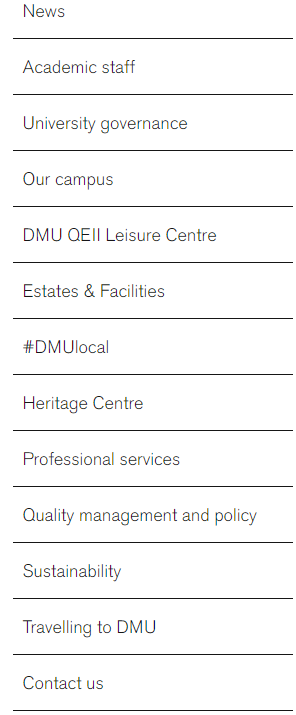 News
Academic staff
University governance
Our campus
DMU QEII Leisure Centre
Estates & Facilities
#DMUlocal
Heritage Centre
Professional services
Quality management and policy
Sustainability
Travelling to DMU
Contact us